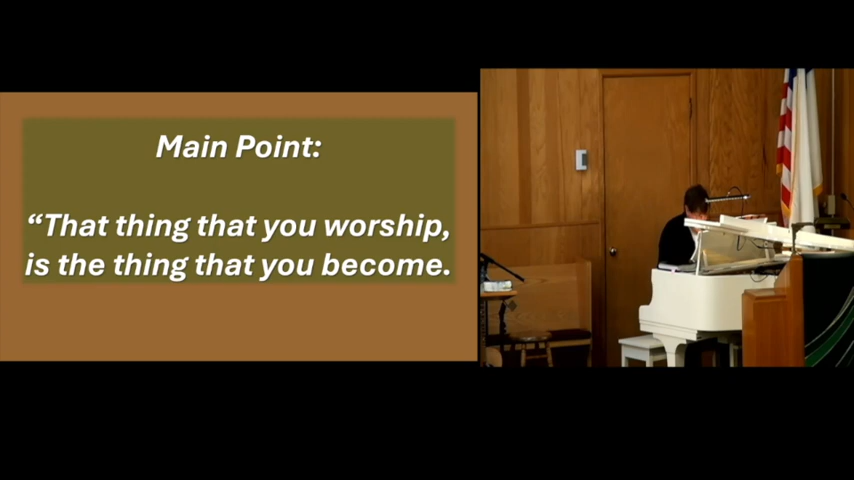 Main Point:
“That thing that you worship,
is the thing that you become.